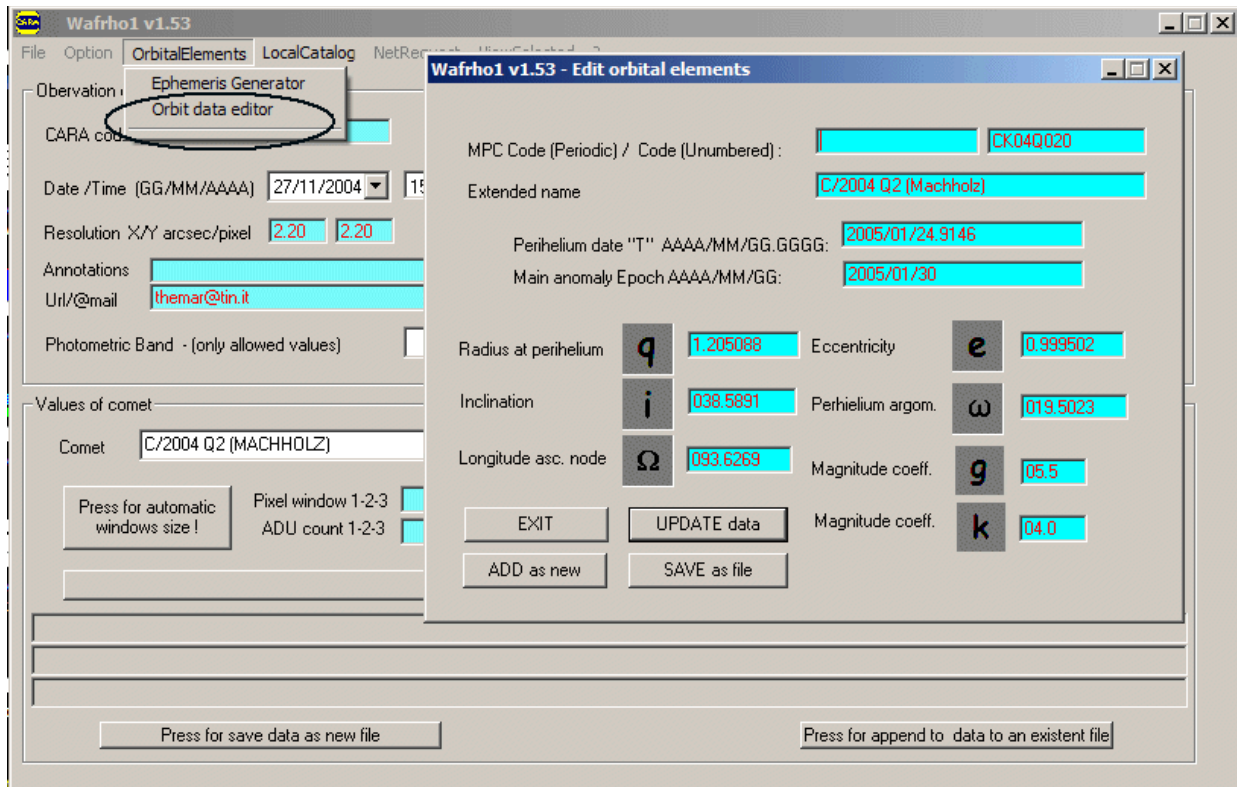 CARA Wafrho1 v1.53
File Option OrbitalElements LocalCatalog
Ephemeris Generator
Orbit data editor
Obervation
CARA cod
Date /Time (GG/MM/AAAA) 27/11/2004 15
Resolution X/Y arcsec/pixel 2.20 2.20
Annotations
Url/@mail themar@tin.it
Photometric Band - (only allowed values)
Values of comet
Comet C/2004 Q2 (MACHHOLZ)
Press for automatic
windows size !
Pixel window 1-2-3
ADU count 1-2-3
Press for save data as new file
Press for append to data to an existent file
Wafrho1 v1.53 - Edit orbital elements
MPC Code (Periodic) / Code (Unumbered) : CK04Q020
Extended name C/2004 Q2 (Machholz)
Perihelium date "T" AAAA/MM/GG.GGGG: 2005/01/24.9146
Main anomaly Epoch AAAA/MM/GG: 2005/01/30
Radius at perihelium q 1.205088 Eccentricity e 0.999502
Inclination i 038.5891 Perhielium argom. ω 019.5023
Longitude asc. node Ω 093.6269 Magnitude coeff. g 05.5
Magnitude coeff. k 04.0
EXIT UPDATE data
ADD as new SAVE as file